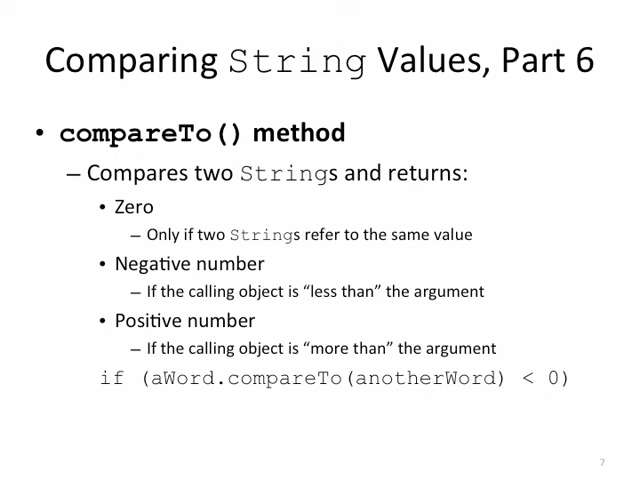 Comparing String Values, Part 6
• compareTo() method
– Compares two Strings and returns:
• Zero
– Only if two Strings refer to the same value
• Negative number
– If the calling object is “less than” the argument
• Positive number
– If the calling object is “more than” the argument
if (aWord.compareTo(anotherWord) < 0)
7